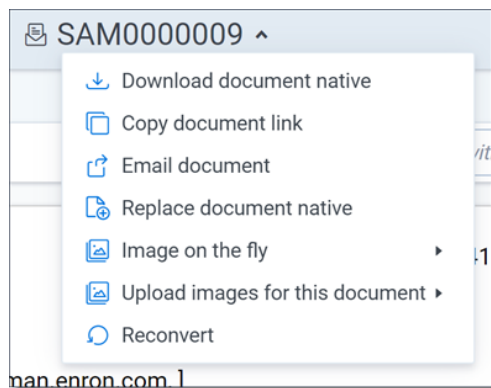 SAM0000009
Download document native
Copy document link
Email document
Replace document native
Image on the fly
Upload images for this document
Reconvert
man.enron.com, ]